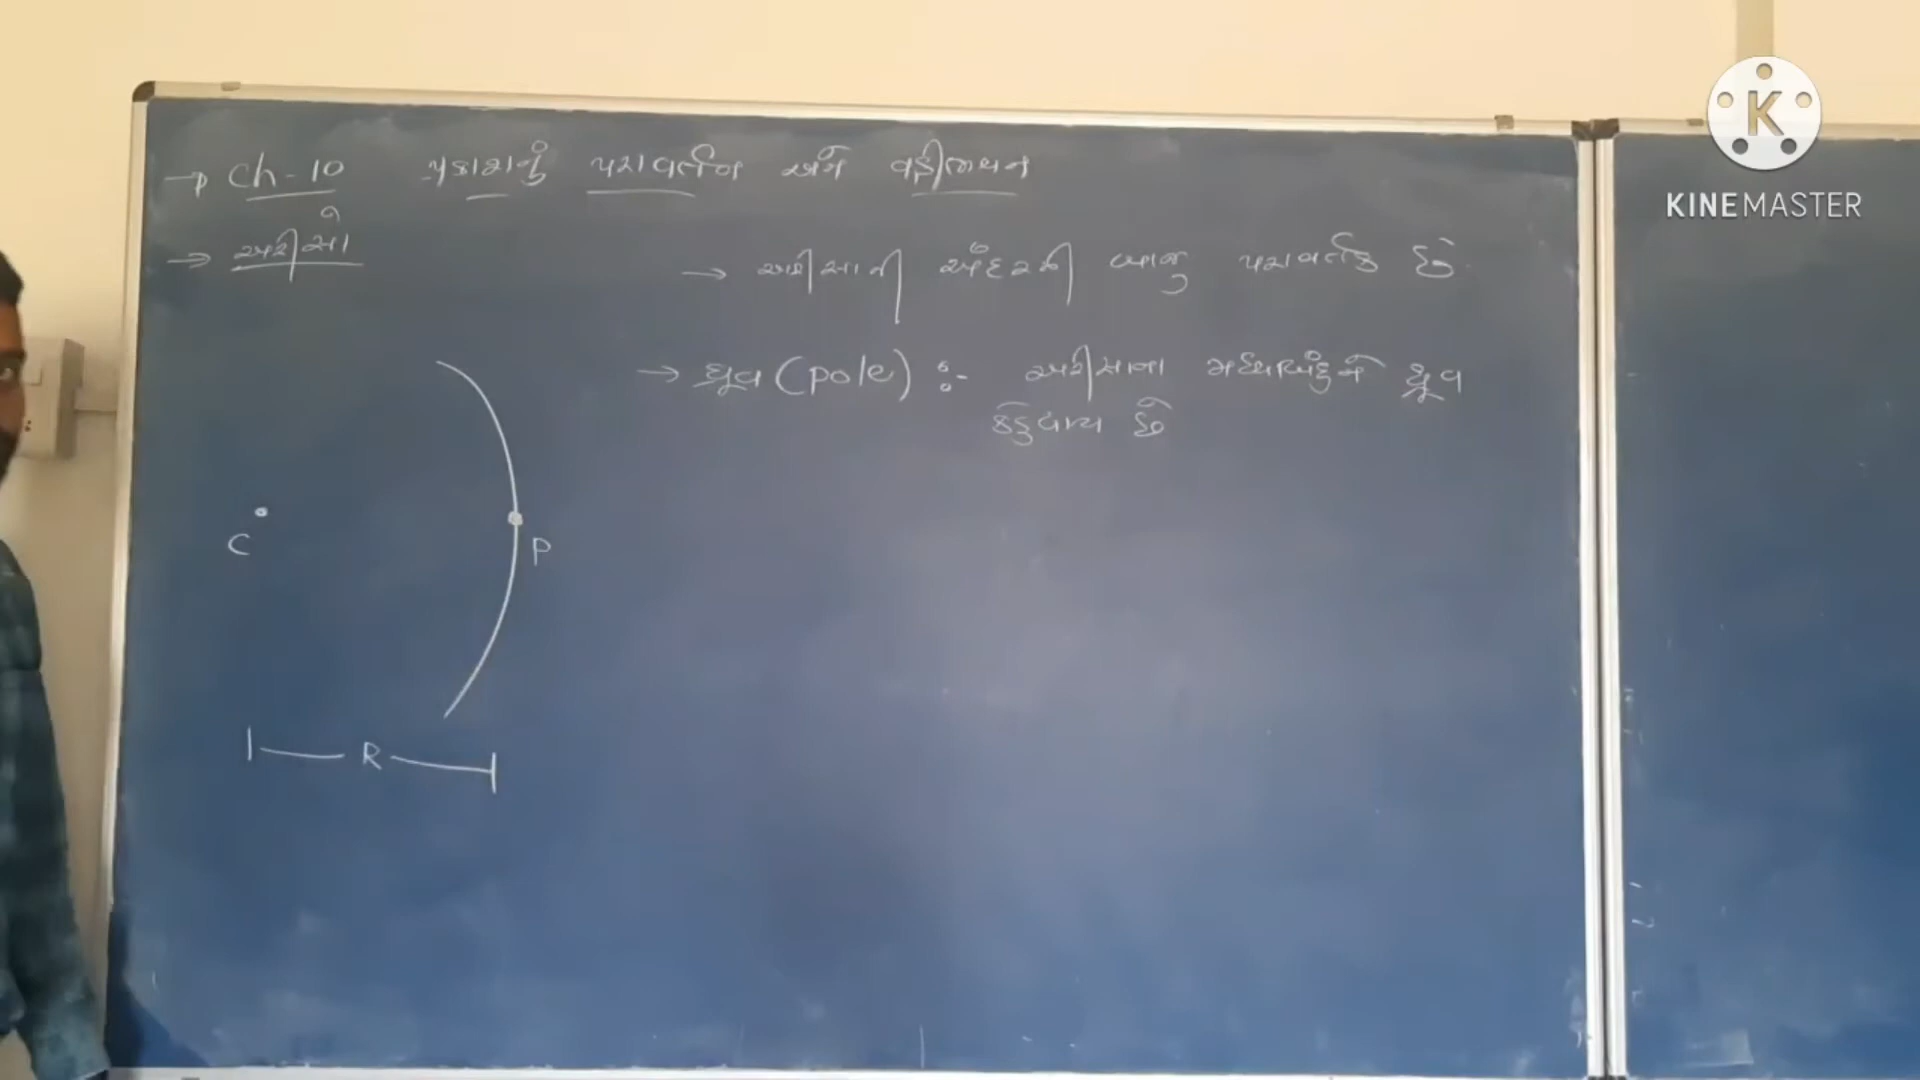 → Ch-10 પ્રકાશનું પરાવર્તન અને વક્રીભવન
→ અરીસો
→ અરીસાની અંદરની બાજુ પરાવર્તક છે.
→ ધ્રુવ (pole) :- અરીસાના મધ્યબિંદુને ધ્રુવ
કહેવાય છે
C
P
R
K
KINEMASTER